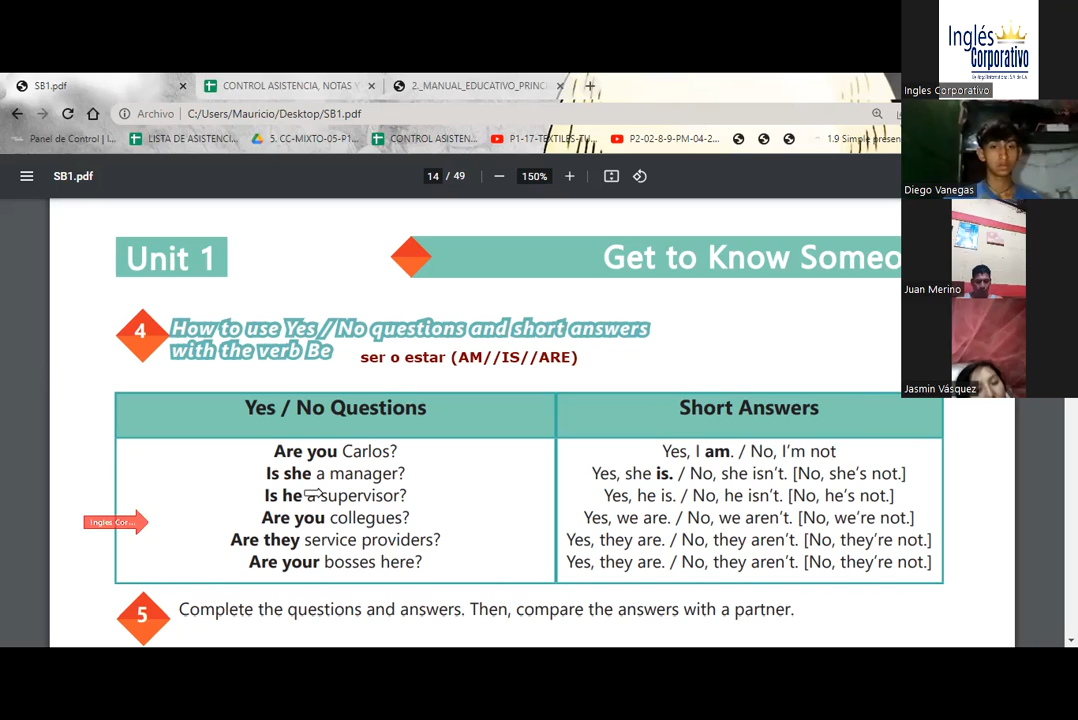 SB1.pdf
CONTROL ASISTENCIA, NOTAS Y
2._MANUAL_EDUCATIVO_PRINCI
Archivo
C:/Users/Mauricio/Desktop/SB1.pdf
Panel de Control | I...
LISTA DE ASISTENCI...
5. CC-MIXTO-05-P1...
CONTROL ASISTEN...
P1-17-TEXTILES-TU...
P2-02-8-9-PM-04-2...
1.9 Simple presen
SB1.pdf
14 / 49
150%
Unit 1
Get to Know Someo
4
How to use Yes / No questions and short answers
with the verb Be
ser o estar (AM//IS//ARE)
Yes / No Questions
Short Answers
Are you Carlos?
Yes, I am. / No, I'm not
Is she a manager?
Yes, she is. / No, she isn't. [No, she's not.]
Is he supervisor?
Yes, he is. / No, he isn't. [No, he's not.]
Are you collegues?
Yes, we are. / No, we aren't. [No, we're not.]
Are they service providers?
Yes, they are. / No, they aren't. [No, they're not.]
Are your bosses here?
Yes, they are. / No, they aren't. [No, they're not.]
Ingles Cor...
5
Complete the questions and answers. Then, compare the answers with a partner.
Inglés
Corporativo
Ingles Corporativo
Diego Vanegas
Juan Merino
Jasmin Vásquez